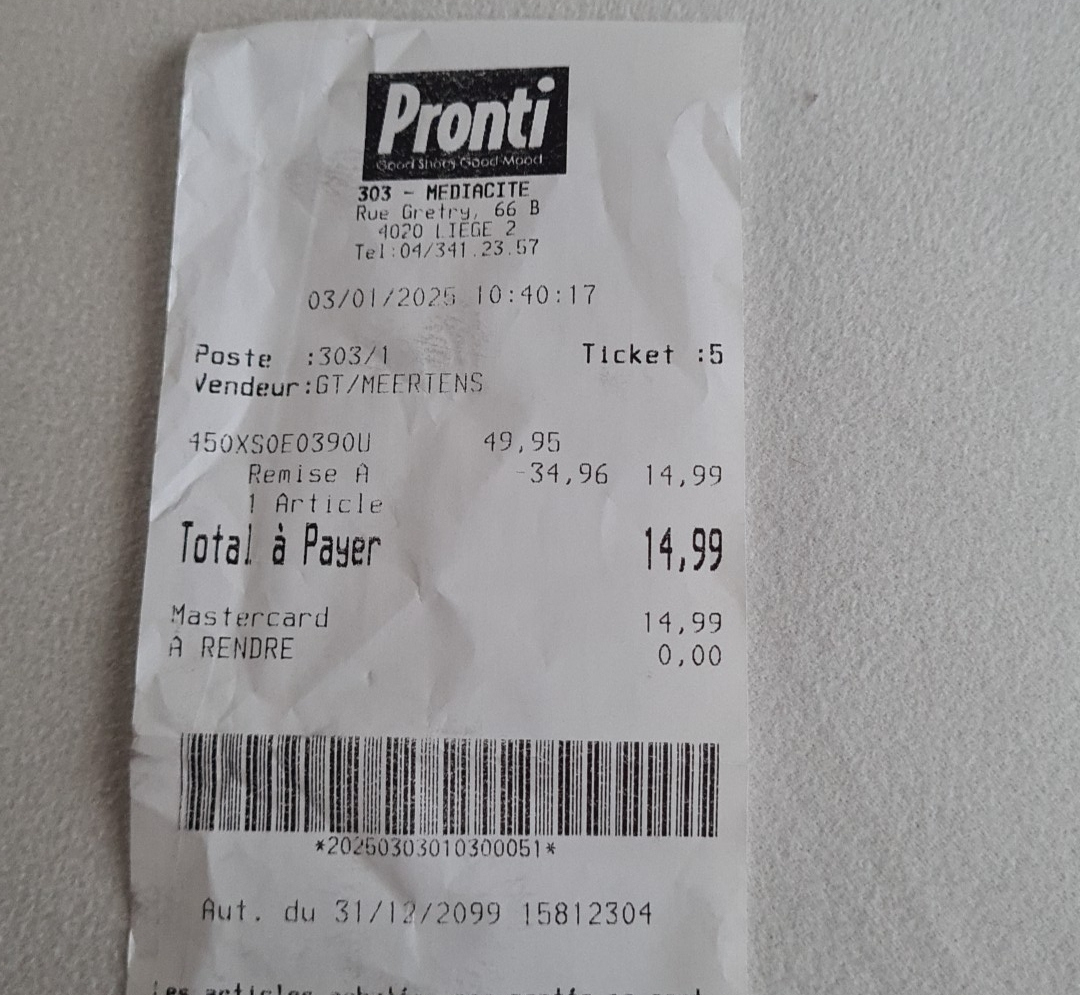 Pronti
Good Shoes Good Mood
303 - MEDIACITE
Rue Gretry, 66 B
4020 LIEGE 2
Tel:04/341.23.57
03/01/2025 10:40:17
Poste :303/1 Ticket :5
Vendeur:GT/MEERTENS
450XS0E0390U 49,95
Remise A -34,96 14,99
1 Article
Total à Payer 14,99
Mastercard 14,99
A RENDRE 0,00
*20250303010300051*
Aut. du 31/12/2099 15812304
Les articles